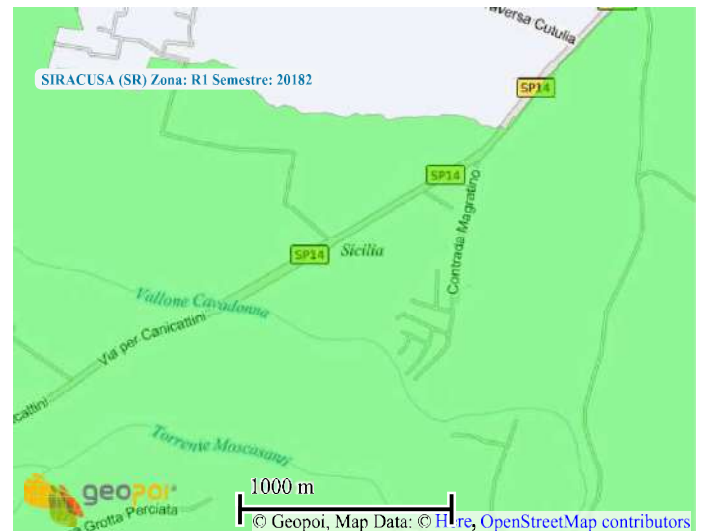 raversa Cutulia
SIRACUSA (SR) Zona: R1 Semestre: 20182
SP14
SP14
Contrada Magratino
SP14
Sicilia
Vallone Cavadonna
Via per Canicattini
cattini
Torrente Moscasanti
geopoi
Grotta Perciata
1000 m
© Geopoi, Map Data: © Here, OpenStreetMap contributors